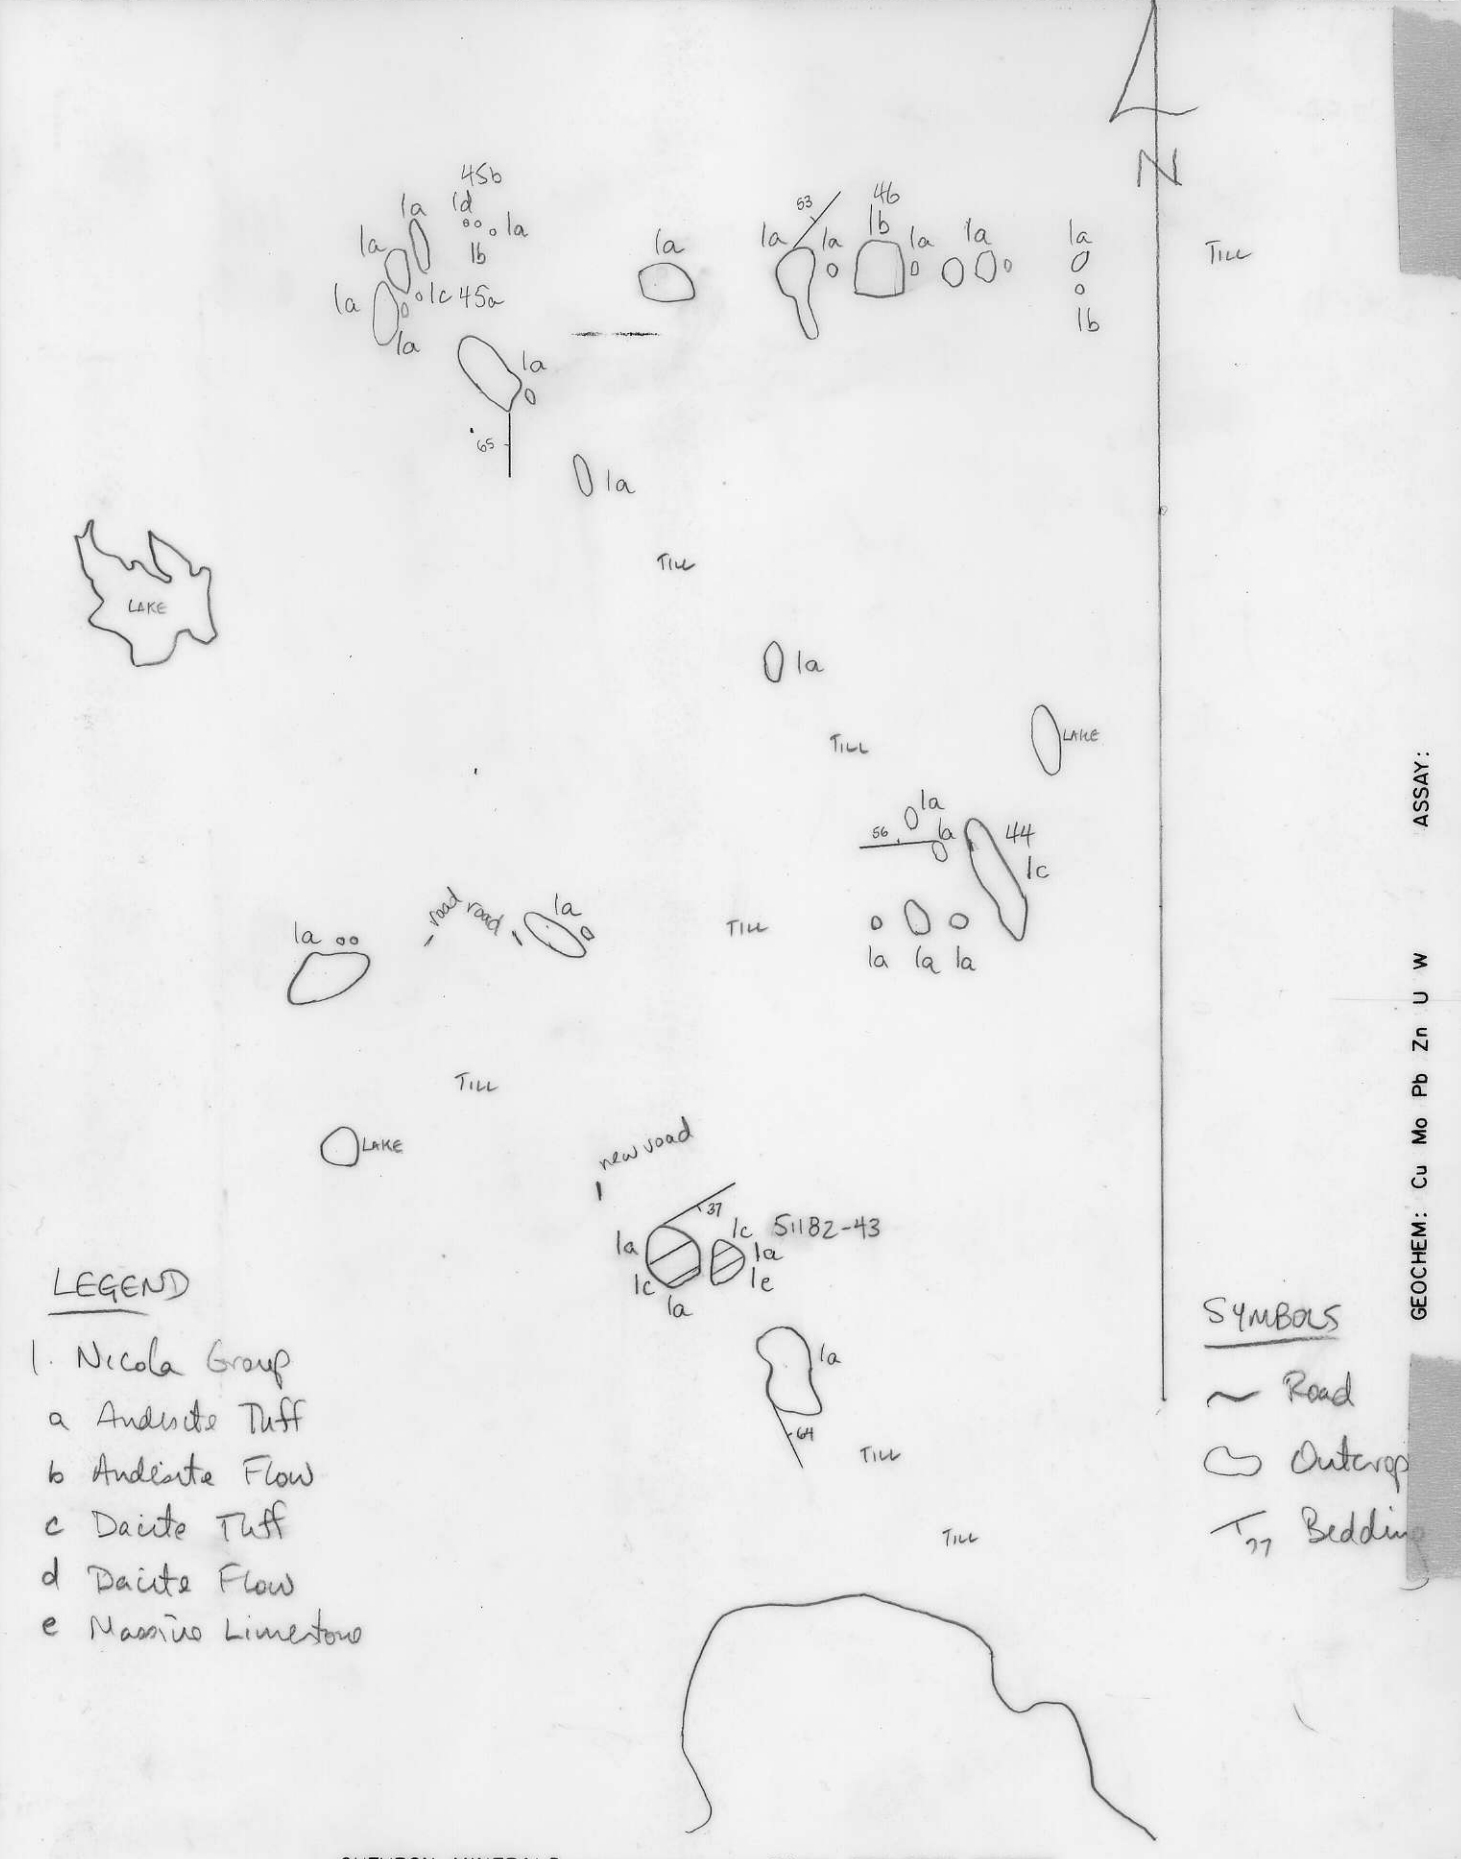 N
45b
1a 1d
1a
1b
1a
1a 1c 45a
1a
1a
65
1a
1a
53
1a 1a
46
1b
1a 1a
1a
1b
TILL
TILL
LAKE
1a
TILL
LAKE
1a
56 1a
44
1c
1a 1a 1a
TILL
road road
1a
1a
TILL
LAKE
new road
37
1a
1c
1a
1c 51182-43
1a
1e
1a
64
TILL
TILL
LEGEND
1. Nicola Group
a Andesite Tuff
b Andesite Flow
c Dacite Tuff
d Dacite Flow
e Massive Limestone
SYMBOLS
Road
Outcrop
77 Bedding
GEOCHEM: Cu Mo Pb Zn U W ASSAY: